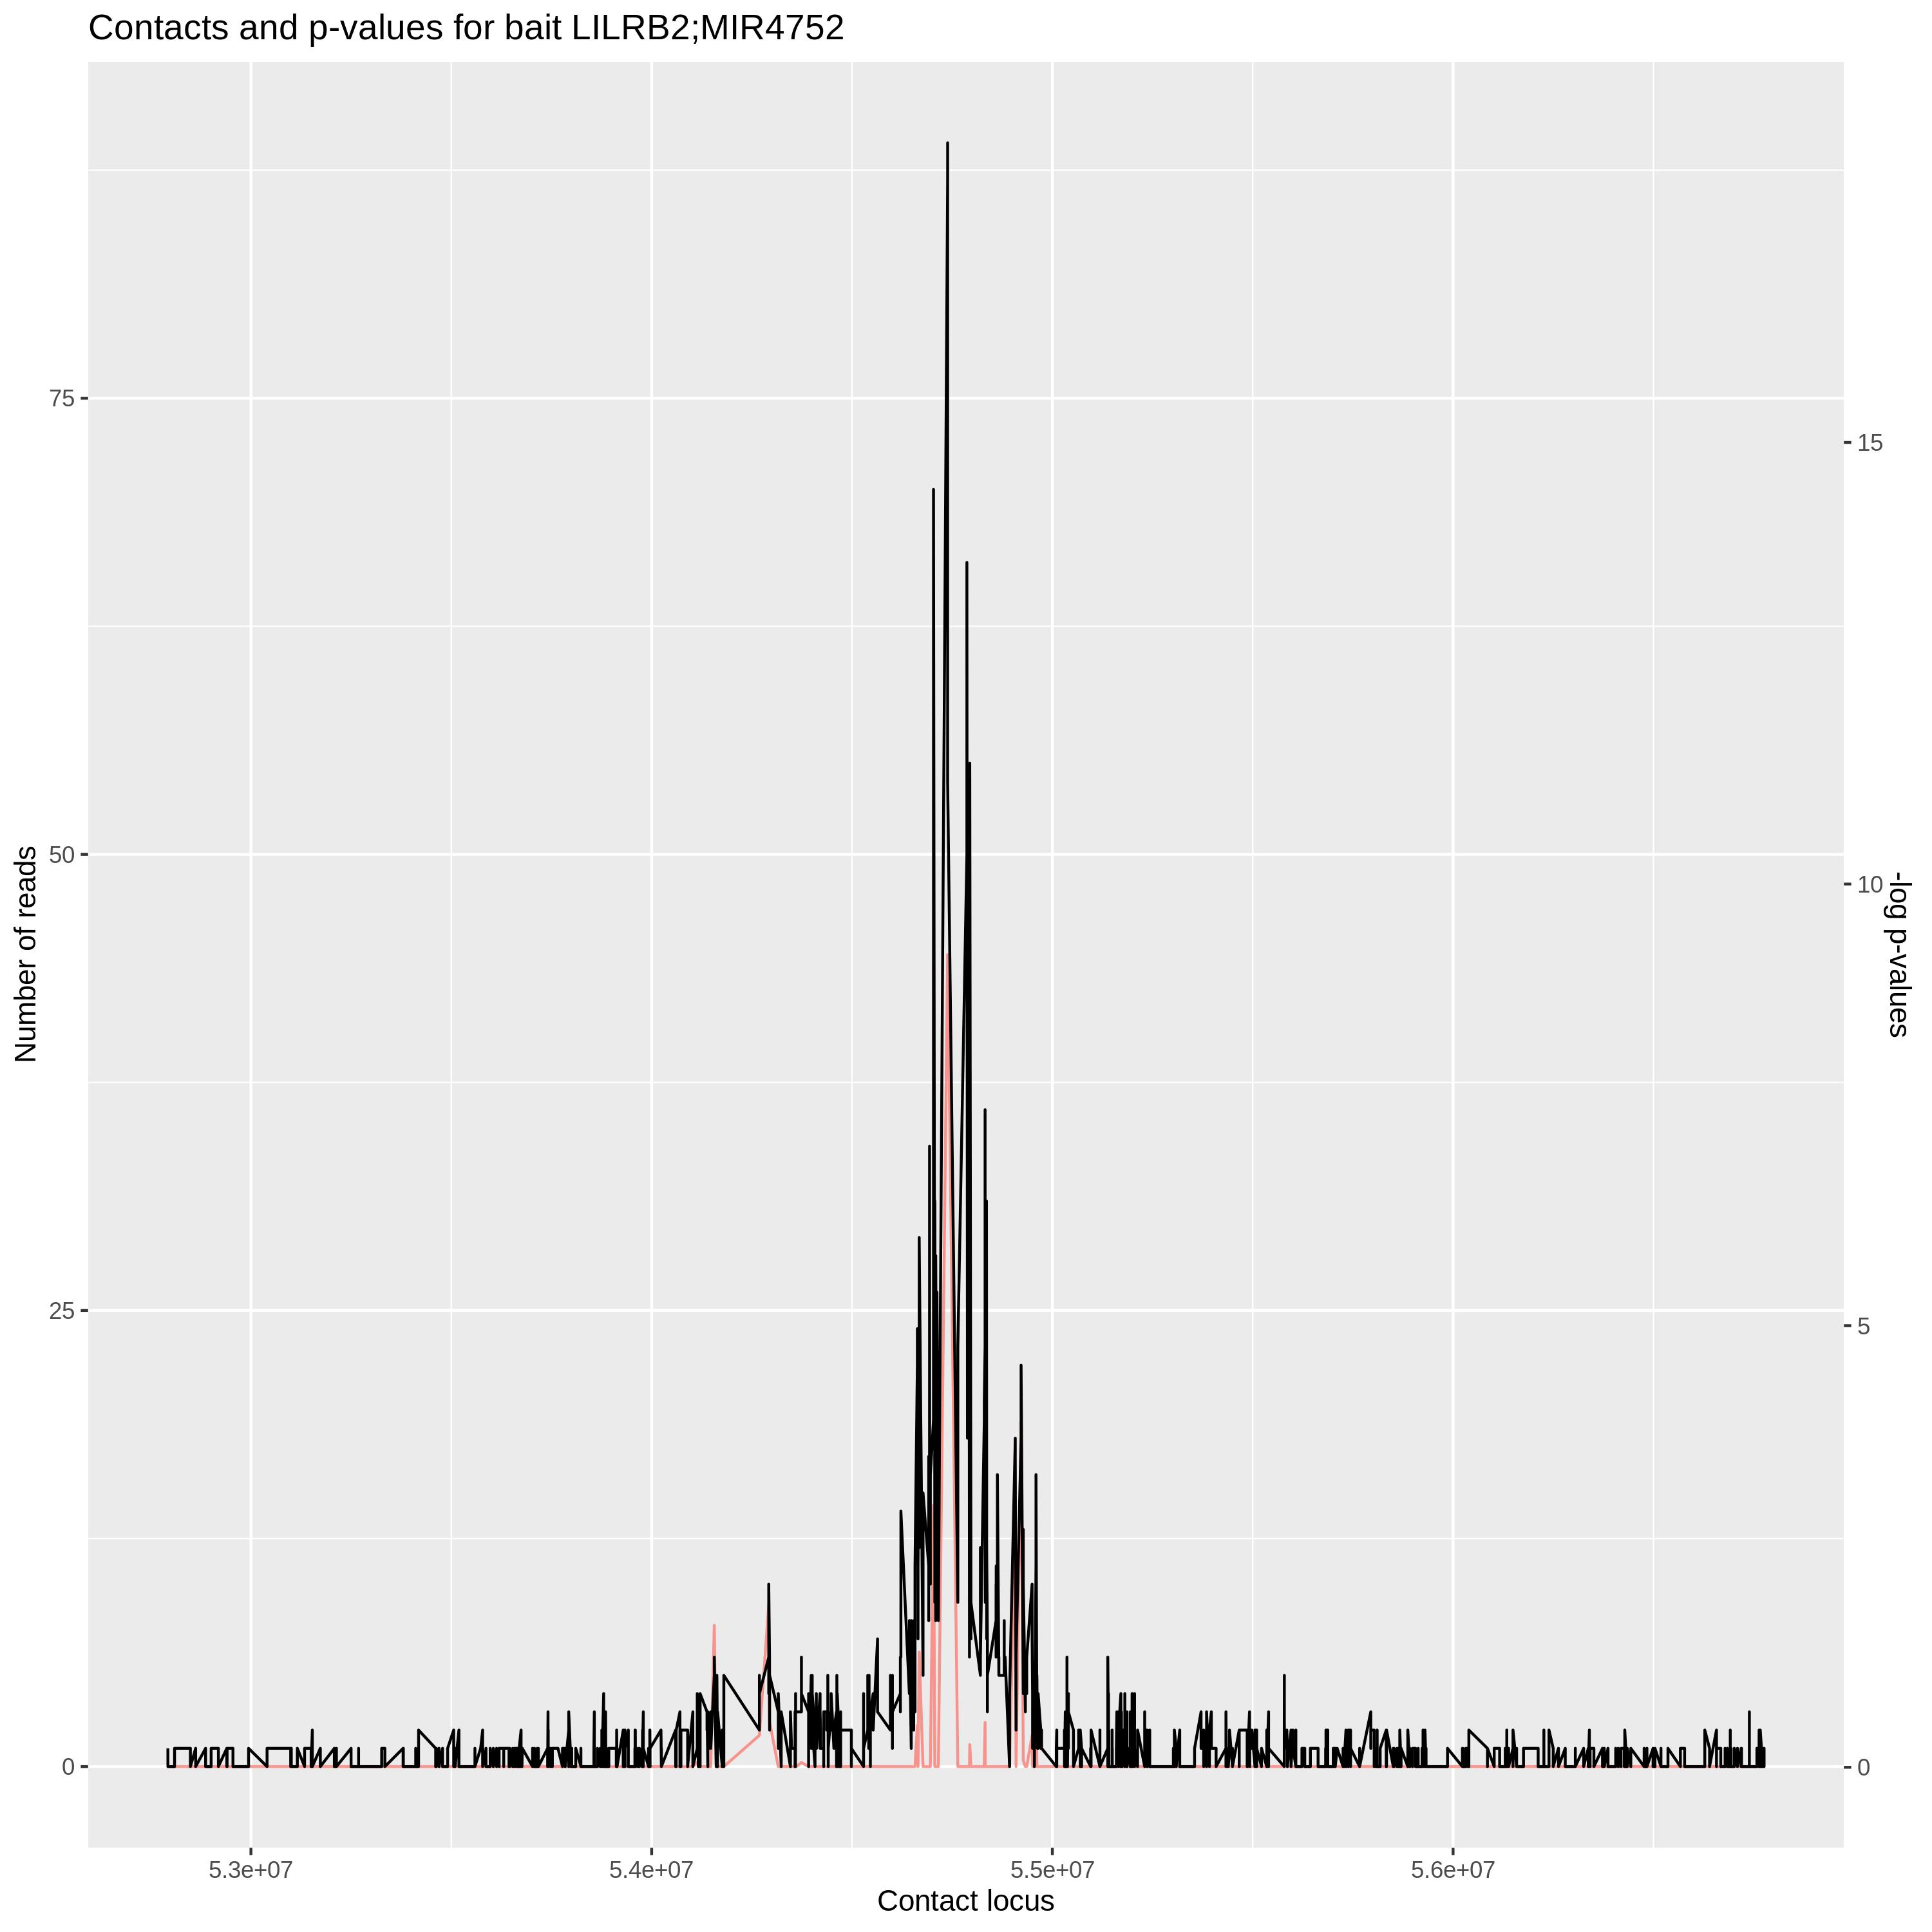 Contacts and p-values for bait LILRB2;MIR4752
75
50
25
0
Number of reads
15
10
5
0
-log p-values
5.3e+07
5.4e+07
5.5e+07
5.6e+07
Contact locus